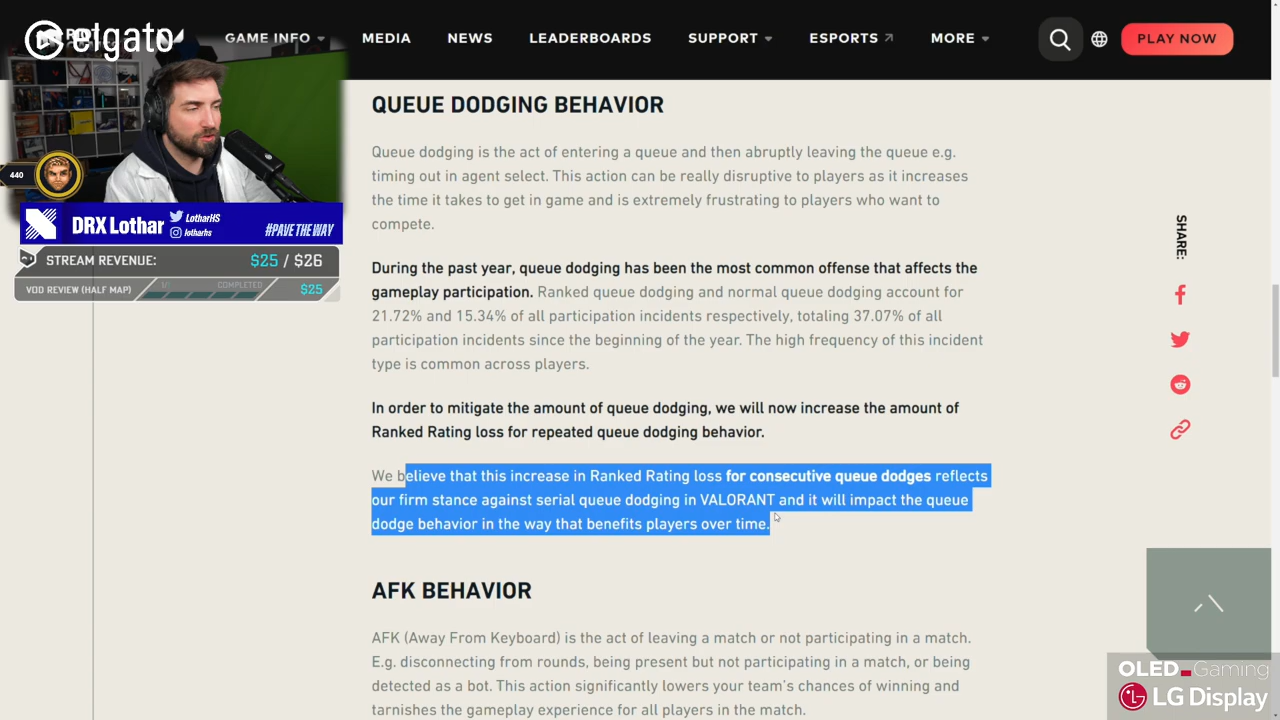 elgato
GAME INFO
MEDIA
NEWS
LEADERBOARDS
SUPPORT
ESPORTS
MORE
PLAY NOW
440
DRX Lothar
LotharHS
lotharhs
#PAVETHEWAY
STREAM REVENUE:
$25 / $26
VOD REVIEW (HALF MAP)
1/1
COMPLETED
$25
QUEUE DODGING BEHAVIOR
Queue dodging is the act of entering a queue and then abruptly leaving the queue e.g.
timing out in agent select. This action can be really disruptive to players as it increases
the time it takes to get in game and is extremely frustrating to players who want to
compete.
During the past year, queue dodging has been the most common offense that affects the
gameplay participation. Ranked queue dodging and normal queue dodging account for
21.72% and 15.34% of all participation incidents respectively, totaling 37.07% of all
participation incidents since the beginning of the year. The high frequency of this incident
type is common across players.
In order to mitigate the amount of queue dodging, we will now increase the amount of
Ranked Rating loss for repeated queue dodging behavior.
We believe that this increase in Ranked Rating loss for consecutive queue dodges reflects
our firm stance against serial queue dodging in VALORANT and it will impact the queue
dodge behavior in the way that benefits players over time.
AFK BEHAVIOR
AFK (Away From Keyboard) is the act of leaving a match or not participating in a match.
E.g. disconnecting from rounds, being present but not participating in a match, or being
detected as a bot. This action significantly lowers your team's chances of winning and
tarnishes the gameplay experience for all players in the match.
SHARE:
OLED Gaming
LG Display